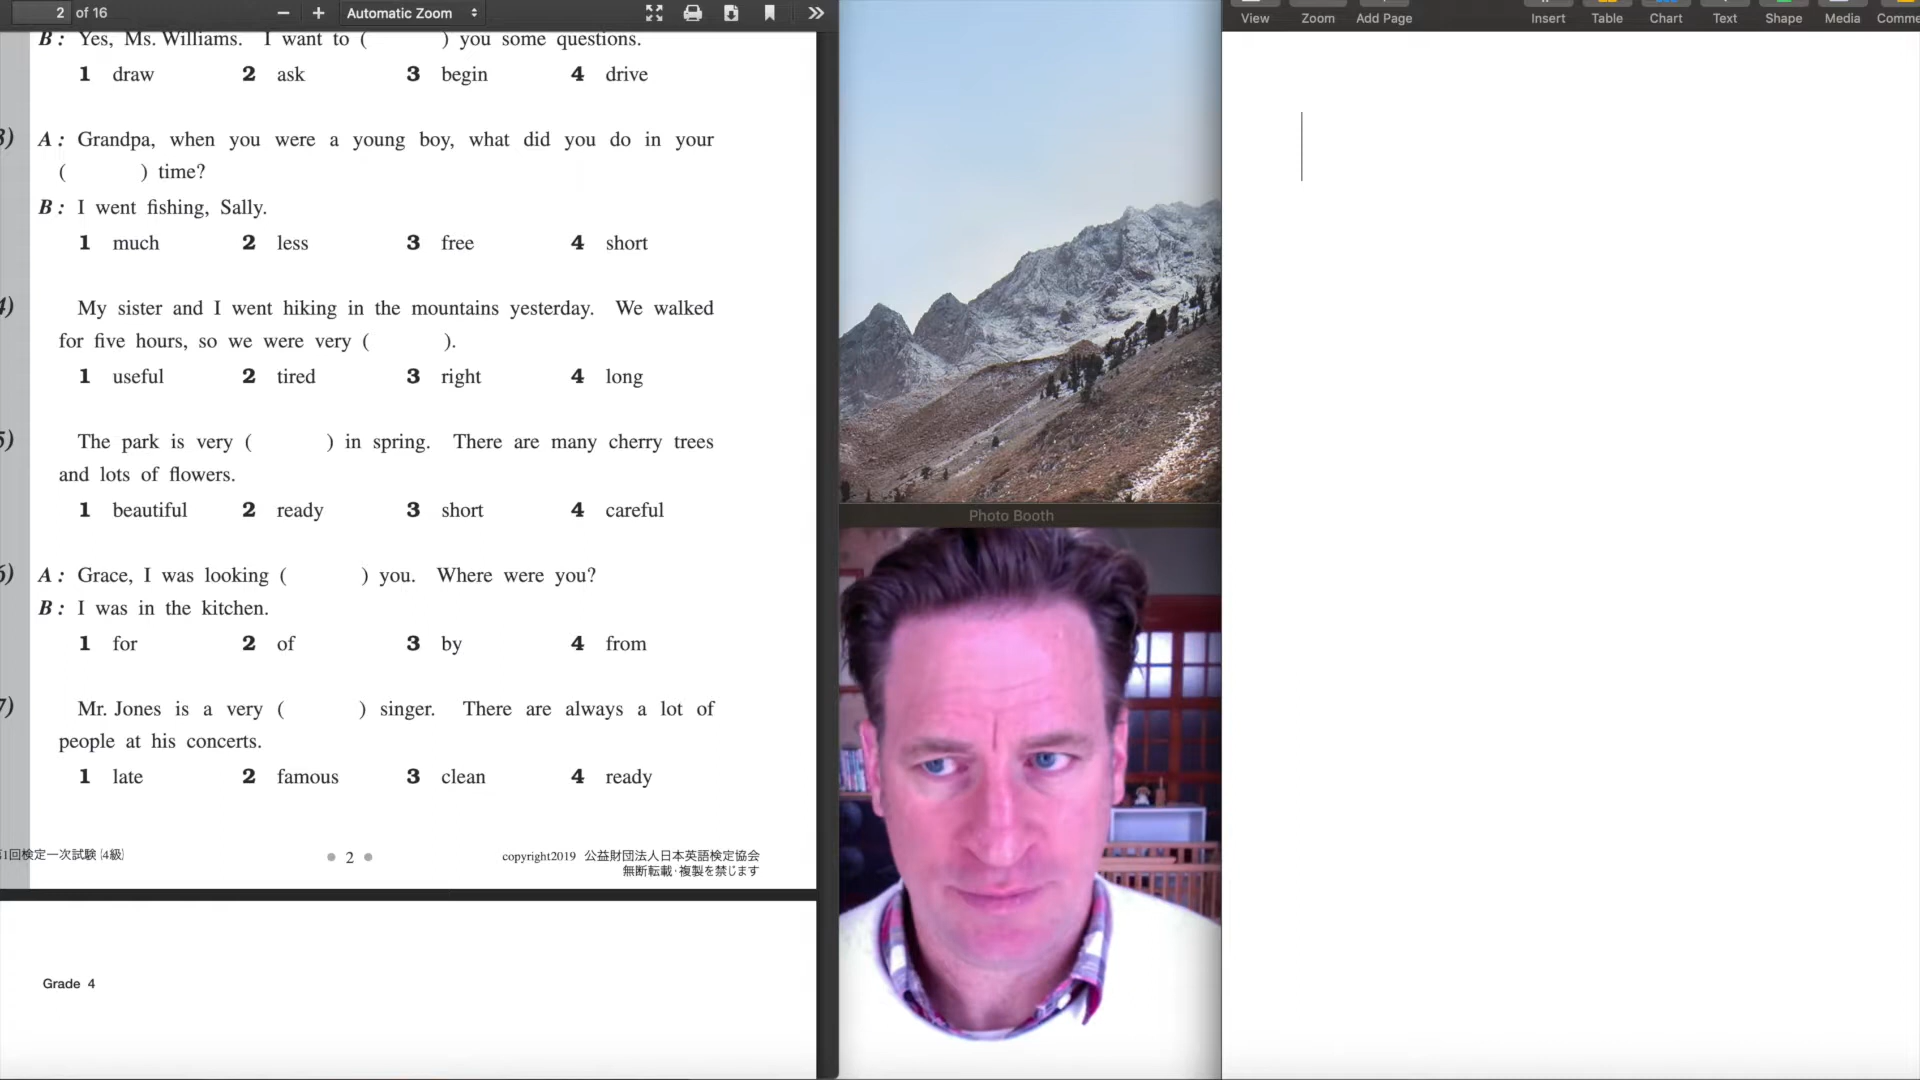 2 of 16
Automatic Zoom
B : Yes, Ms. Williams. I want to ( ) you some questions.
1 draw 2 ask 3 begin 4 drive
3) A : Grandpa, when you were a young boy, what did you do in your
( ) time?
B : I went fishing, Sally.
1 much 2 less 3 free 4 short
4) My sister and I went hiking in the mountains yesterday. We walked
for five hours, so we were very ( ).
1 useful 2 tired 3 right 4 long
5) The park is very ( ) in spring. There are many cherry trees
and lots of flowers.
1 beautiful 2 ready 3 short 4 careful
6) A : Grace, I was looking ( ) you. Where were you?
B : I was in the kitchen.
1 for 2 of 3 by 4 from
7) Mr. Jones is a very ( ) singer. There are always a lot of
people at his concerts.
1 late 2 famous 3 clean 4 ready
1回検定一次試験 [4級]
2
copyright2019 公益財団法人日本英語検定協会
無断転載・複製を禁じます
Grade 4
Photo Booth
View Zoom Add Page Insert Table Chart Text Shape Media Comme